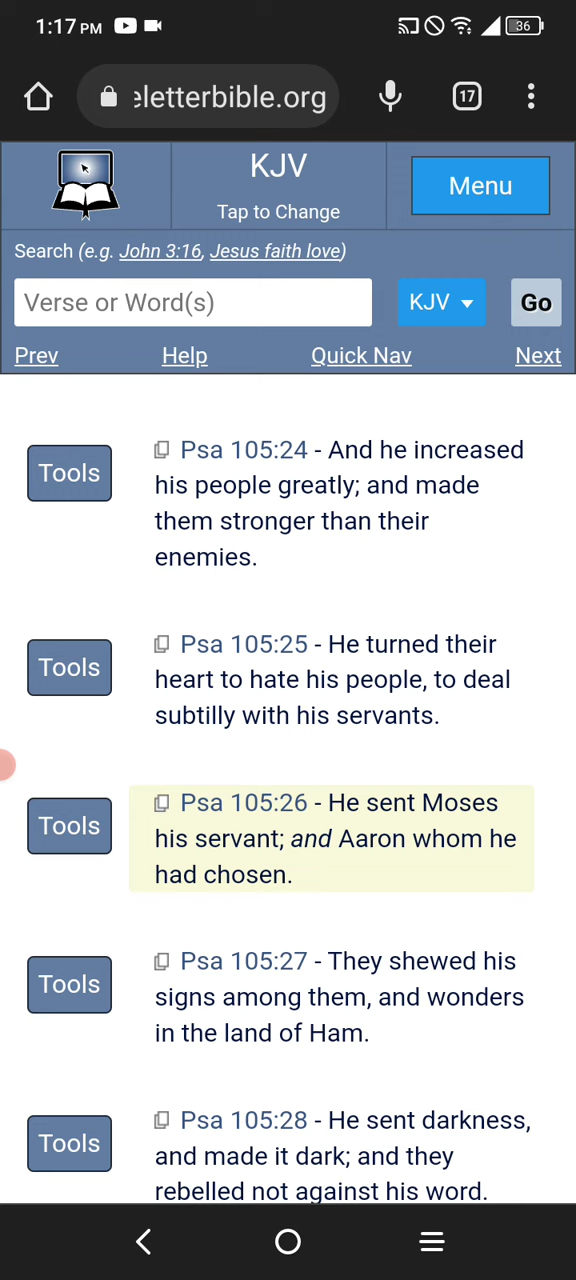 1:17 PM 36
eletterbible.org 17
KJV
Tap to Change
Menu
Search (e.g. John 3:16, Jesus faith love)
Verse or Word(s) KJV Go
Prev Help Quick Nav Next
Tools
Psa 105:24 - And he increased
his people greatly; and made
them stronger than their
enemies.
Tools
Psa 105:25 - He turned their
heart to hate his people, to deal
subtilly with his servants.
Tools
Psa 105:26 - He sent Moses
his servant; and Aaron whom he
had chosen.
Tools
Psa 105:27 - They shewed his
signs among them, and wonders
in the land of Ham.
Tools
Psa 105:28 - He sent darkness,
and made it dark; and they
rebelled not against his word.